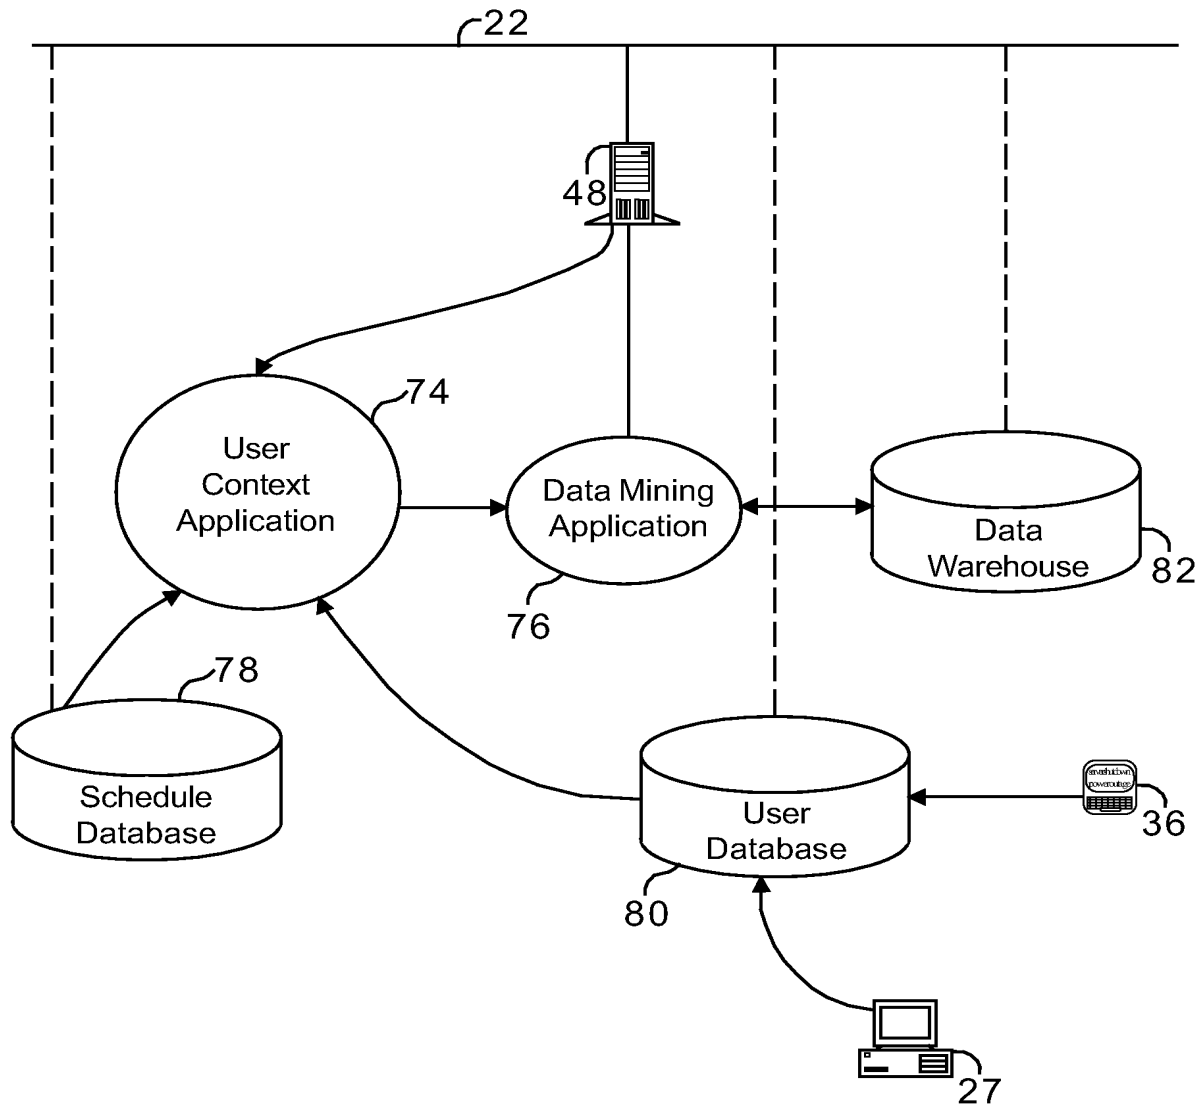 22
48
74
User
Context
Application
Data Mining
Application
Data
Warehouse
82
76
78
Schedule
Database
User
Database
36
80
27